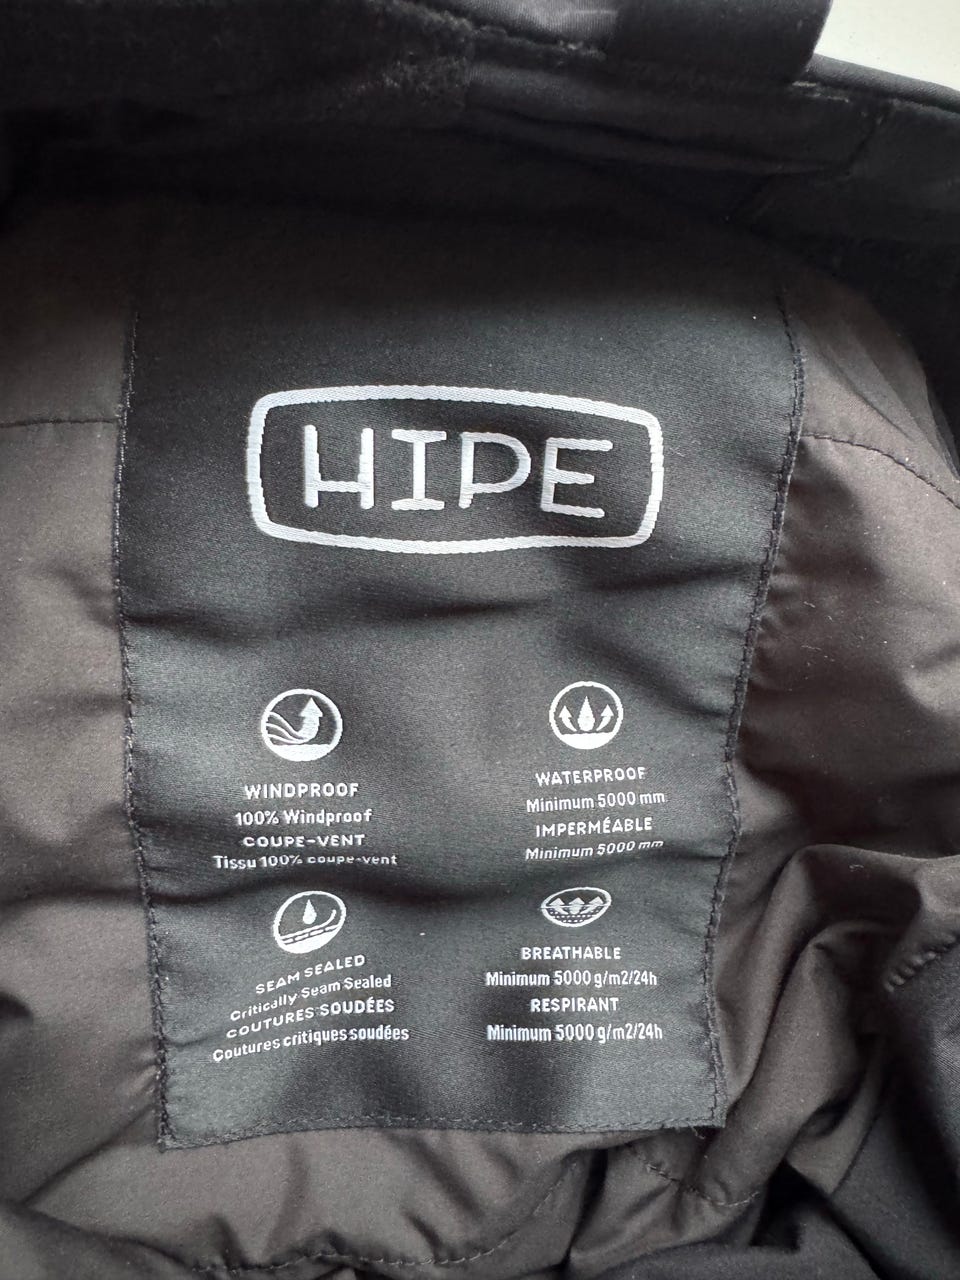 HIPE
WINDPROOF
100% Windproof
COUPE-VENT
Tissu 100% coupe-vent
WATERPROOF
Minimum 5000 mm
IMPERMÉABLE
Minimum 5000 mm
SEAM SEALED
Critically Seam Sealed
COUTURES SOUDÉES
Coutures critiques soudées
BREATHABLE
Minimum 5000 g/m2/24h
RESPIRANT
Minimum 5000 g/m2/24h